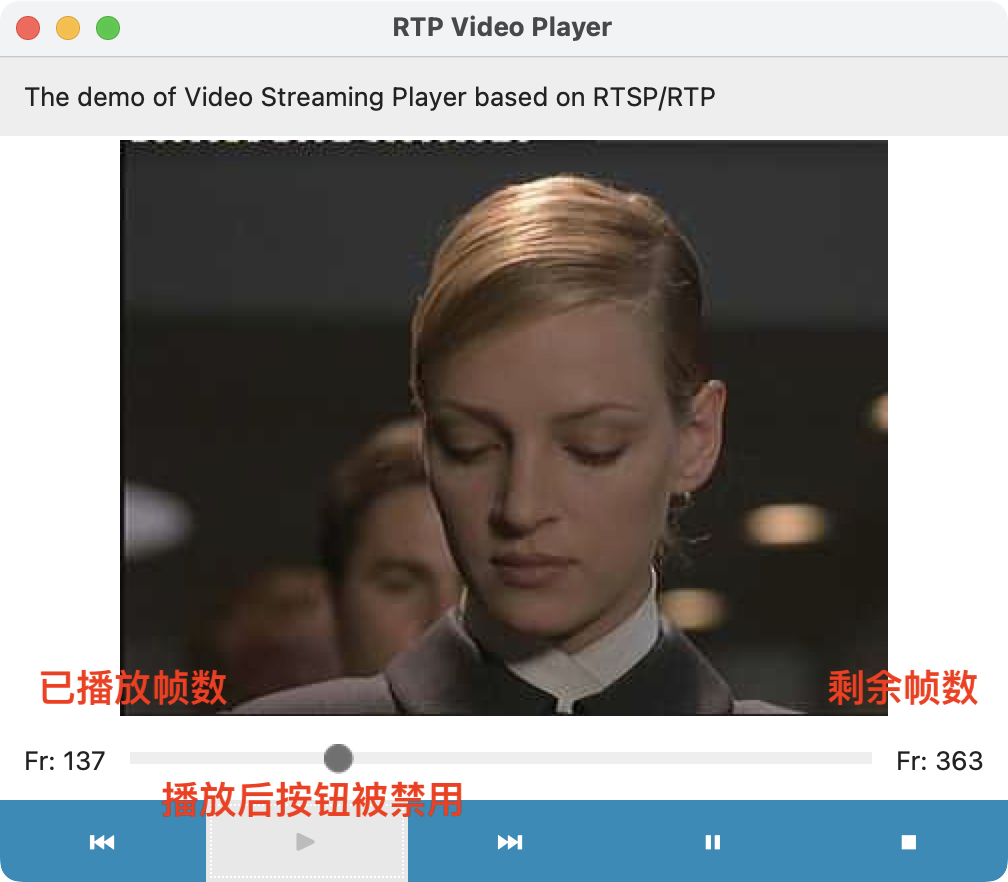 RTP Video Player
The demo of Video Streaming Player based on RTSP/RTP
已播放帧数
剩余帧数
Fr: 137
Fr: 363
播放后按钮被禁用